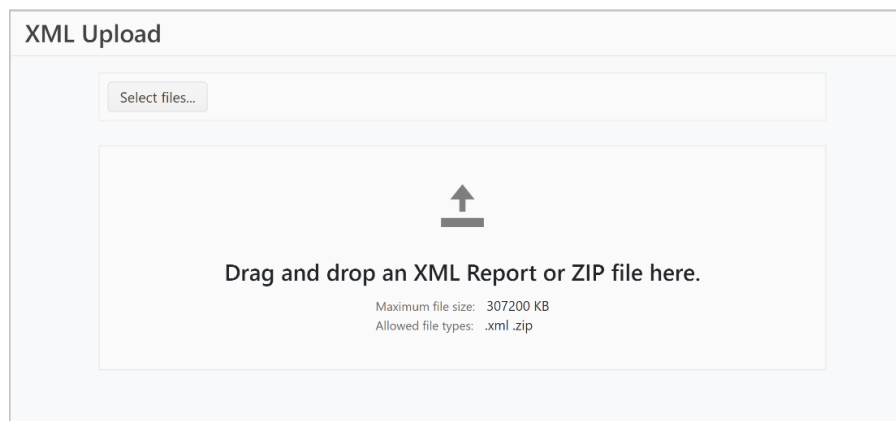 XML Upload
Select files...
Drag and drop an XML Report or ZIP file here.
Maximum file size: 307200 KB
Allowed file types: .xml .zip